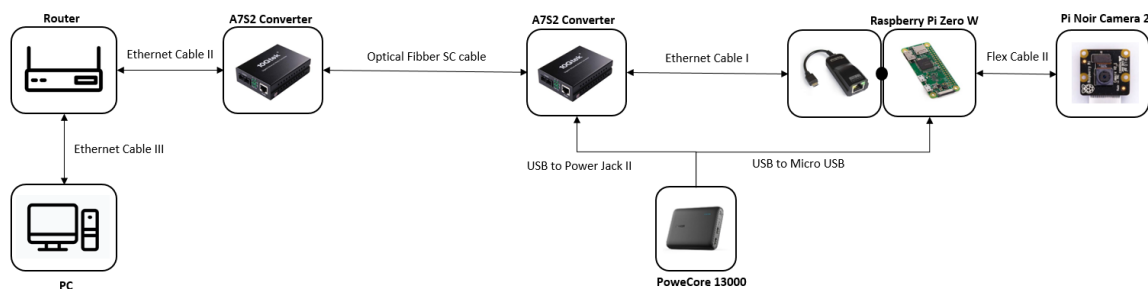 Router
A7S2 Converter
A7S2 Converter
Raspberry Pi Zero W
Pi Noir Camera 2
Ethernet Cable II
Optical Fibber SC cable
Ethernet Cable I
Flex Cable II
10Gtek
10Gtek
Ethernet Cable III
USB to Power Jack II
USB to Micro USB
PoweCore 13000
PC